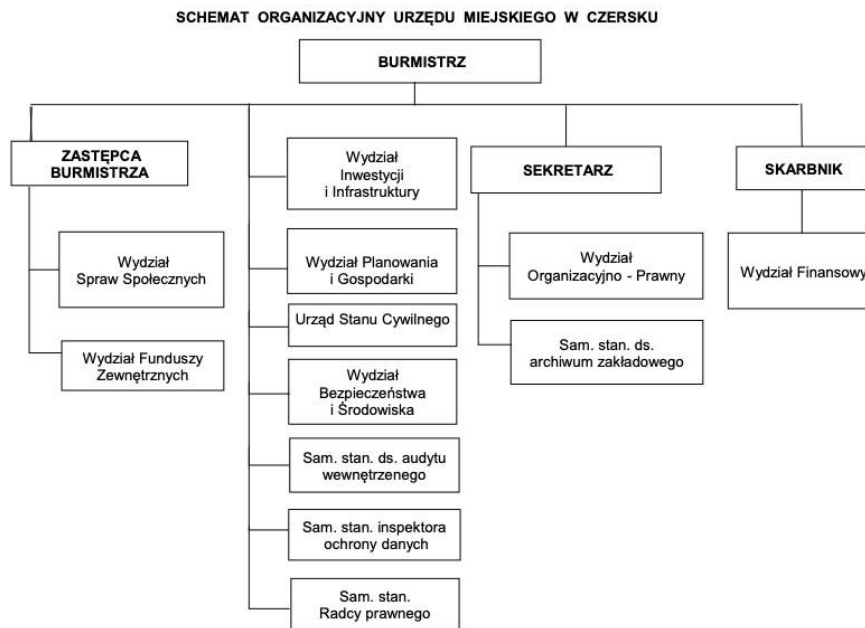 SCHEMAT ORGANIZACYJNY URZĘDU MIEJSKIEGO W CZERSKU
BURMISTRZ
ZASTĘPCA
BURMISTRZA
Wydział
Spraw Społecznych
Wydział Funduszy
Zewnętrznych
Wydział
Inwestycji
i Infrastruktury
Wydział Planowania
i Gospodarki
Urząd Stanu Cywilnego
Wydział
Bezpieczeństwa
i Środowiska
Sam. stan. ds. audytu
wewnętrzenego
Sam. stan. inspektora
ochrony danych
Sam. stan.
Radcy prawnego
SEKRETARZ
Wydział
Organizacyjno - Prawny
Sam. stan. ds.
archiwum zakładowego
SKARBNIK
Wydział Finansowy